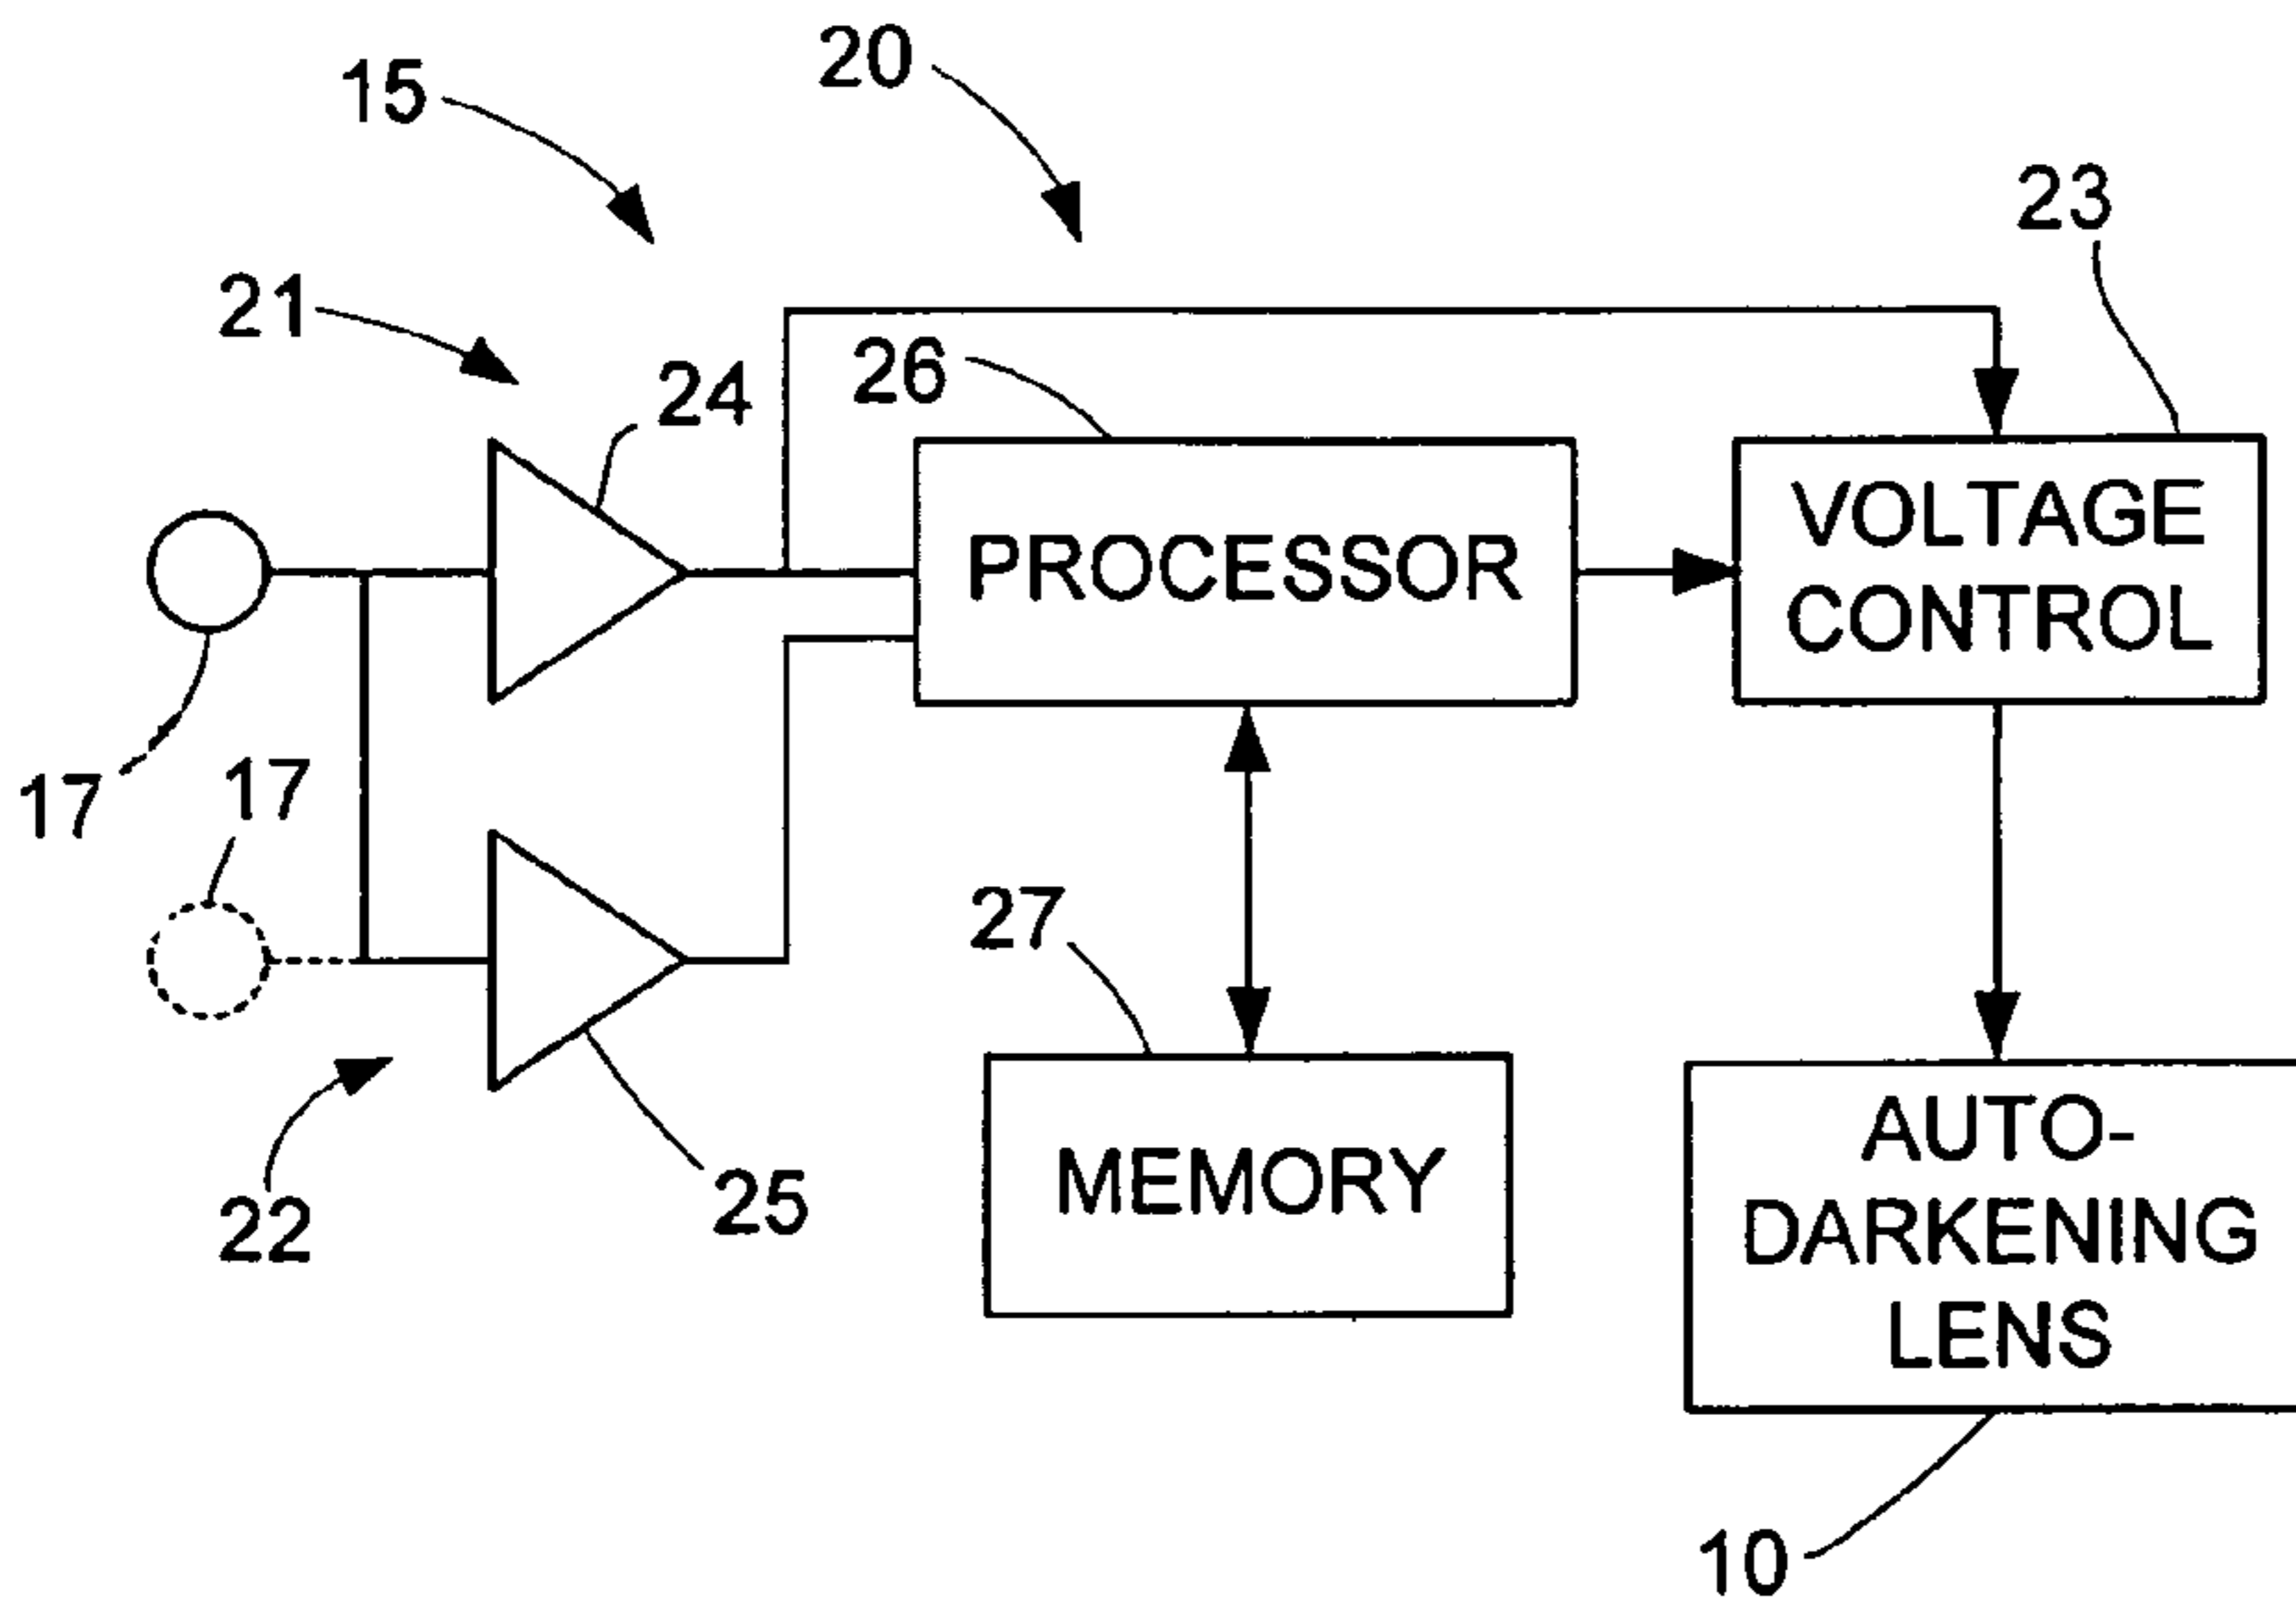 15
20
23
21
24
26
VOLTAGE
CONTROL
PROCESSOR
17
17
27
25
22
MEMORY
AUTO-
DARKENING
LENS
10